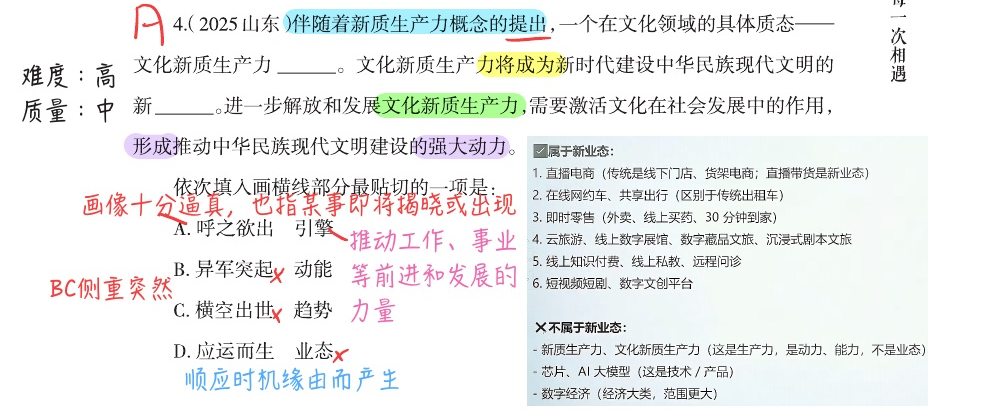 每一次相遇
A 4.(2025山东)伴随着新质生产力概念的提出,一个在文化领域的具体质态——
文化新质生产力______。文化新质生产力将成为新时代建设中华民族现代文明的
新______。进一步解放和发展文化新质生产力,需要激活文化在社会发展中的作用,
形成推动中华民族现代文明建设的强大动力。
难度:高
质量:中
依次填入画横线部分最贴切的一项是:
画像十分逼真,也指某事即将揭晓或出现
A. 呼之欲出 引擎
推动工作、事业
等前进和发展的
力量
B. 异军突起 动能
BC侧重突然
C. 横空出世 趋势
D. 应运而生 业态
顺应时机缘由而产生
✓属于新业态:
1. 直播电商(传统是线下门店、货架电商;直播带货是新业态)
2. 在线网约车、共享出行(区别于传统出租车)
3. 即时零售(外卖、线上买药、30 分钟到家)
4. 云旅游、线上数字展馆、数字藏品文旅、沉浸式剧本文旅
5. 线上知识付费、线上私教、远程问诊
6. 短视频短剧、数字文创平台
✕不属于新业态:
- 新质生产力、文化新质生产力(这是生产力,是动力、能力,不是业态)
- 芯片、AI 大模型(这是技术 / 产品)
- 数字经济(经济大类,范围更大)